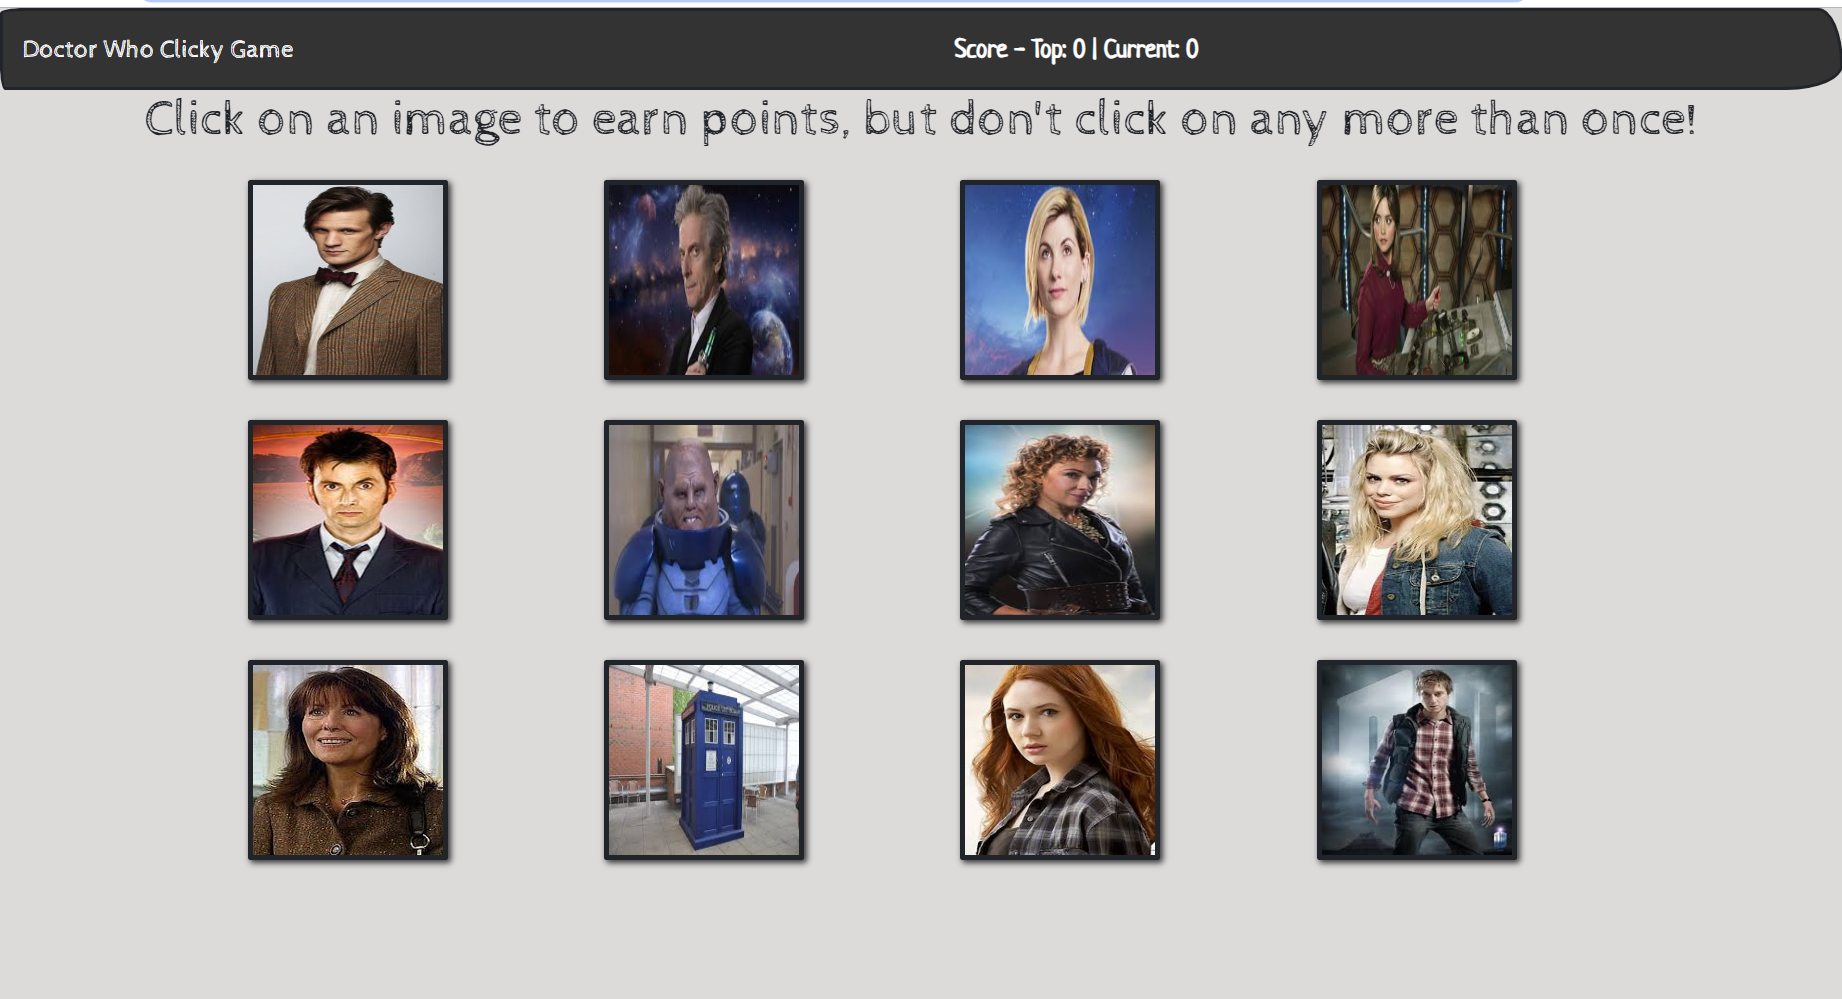 Doctor Who Clicky Game
Score - Top: 0 | Current: 0
Click on an image to earn points, but don't click on any more than once!